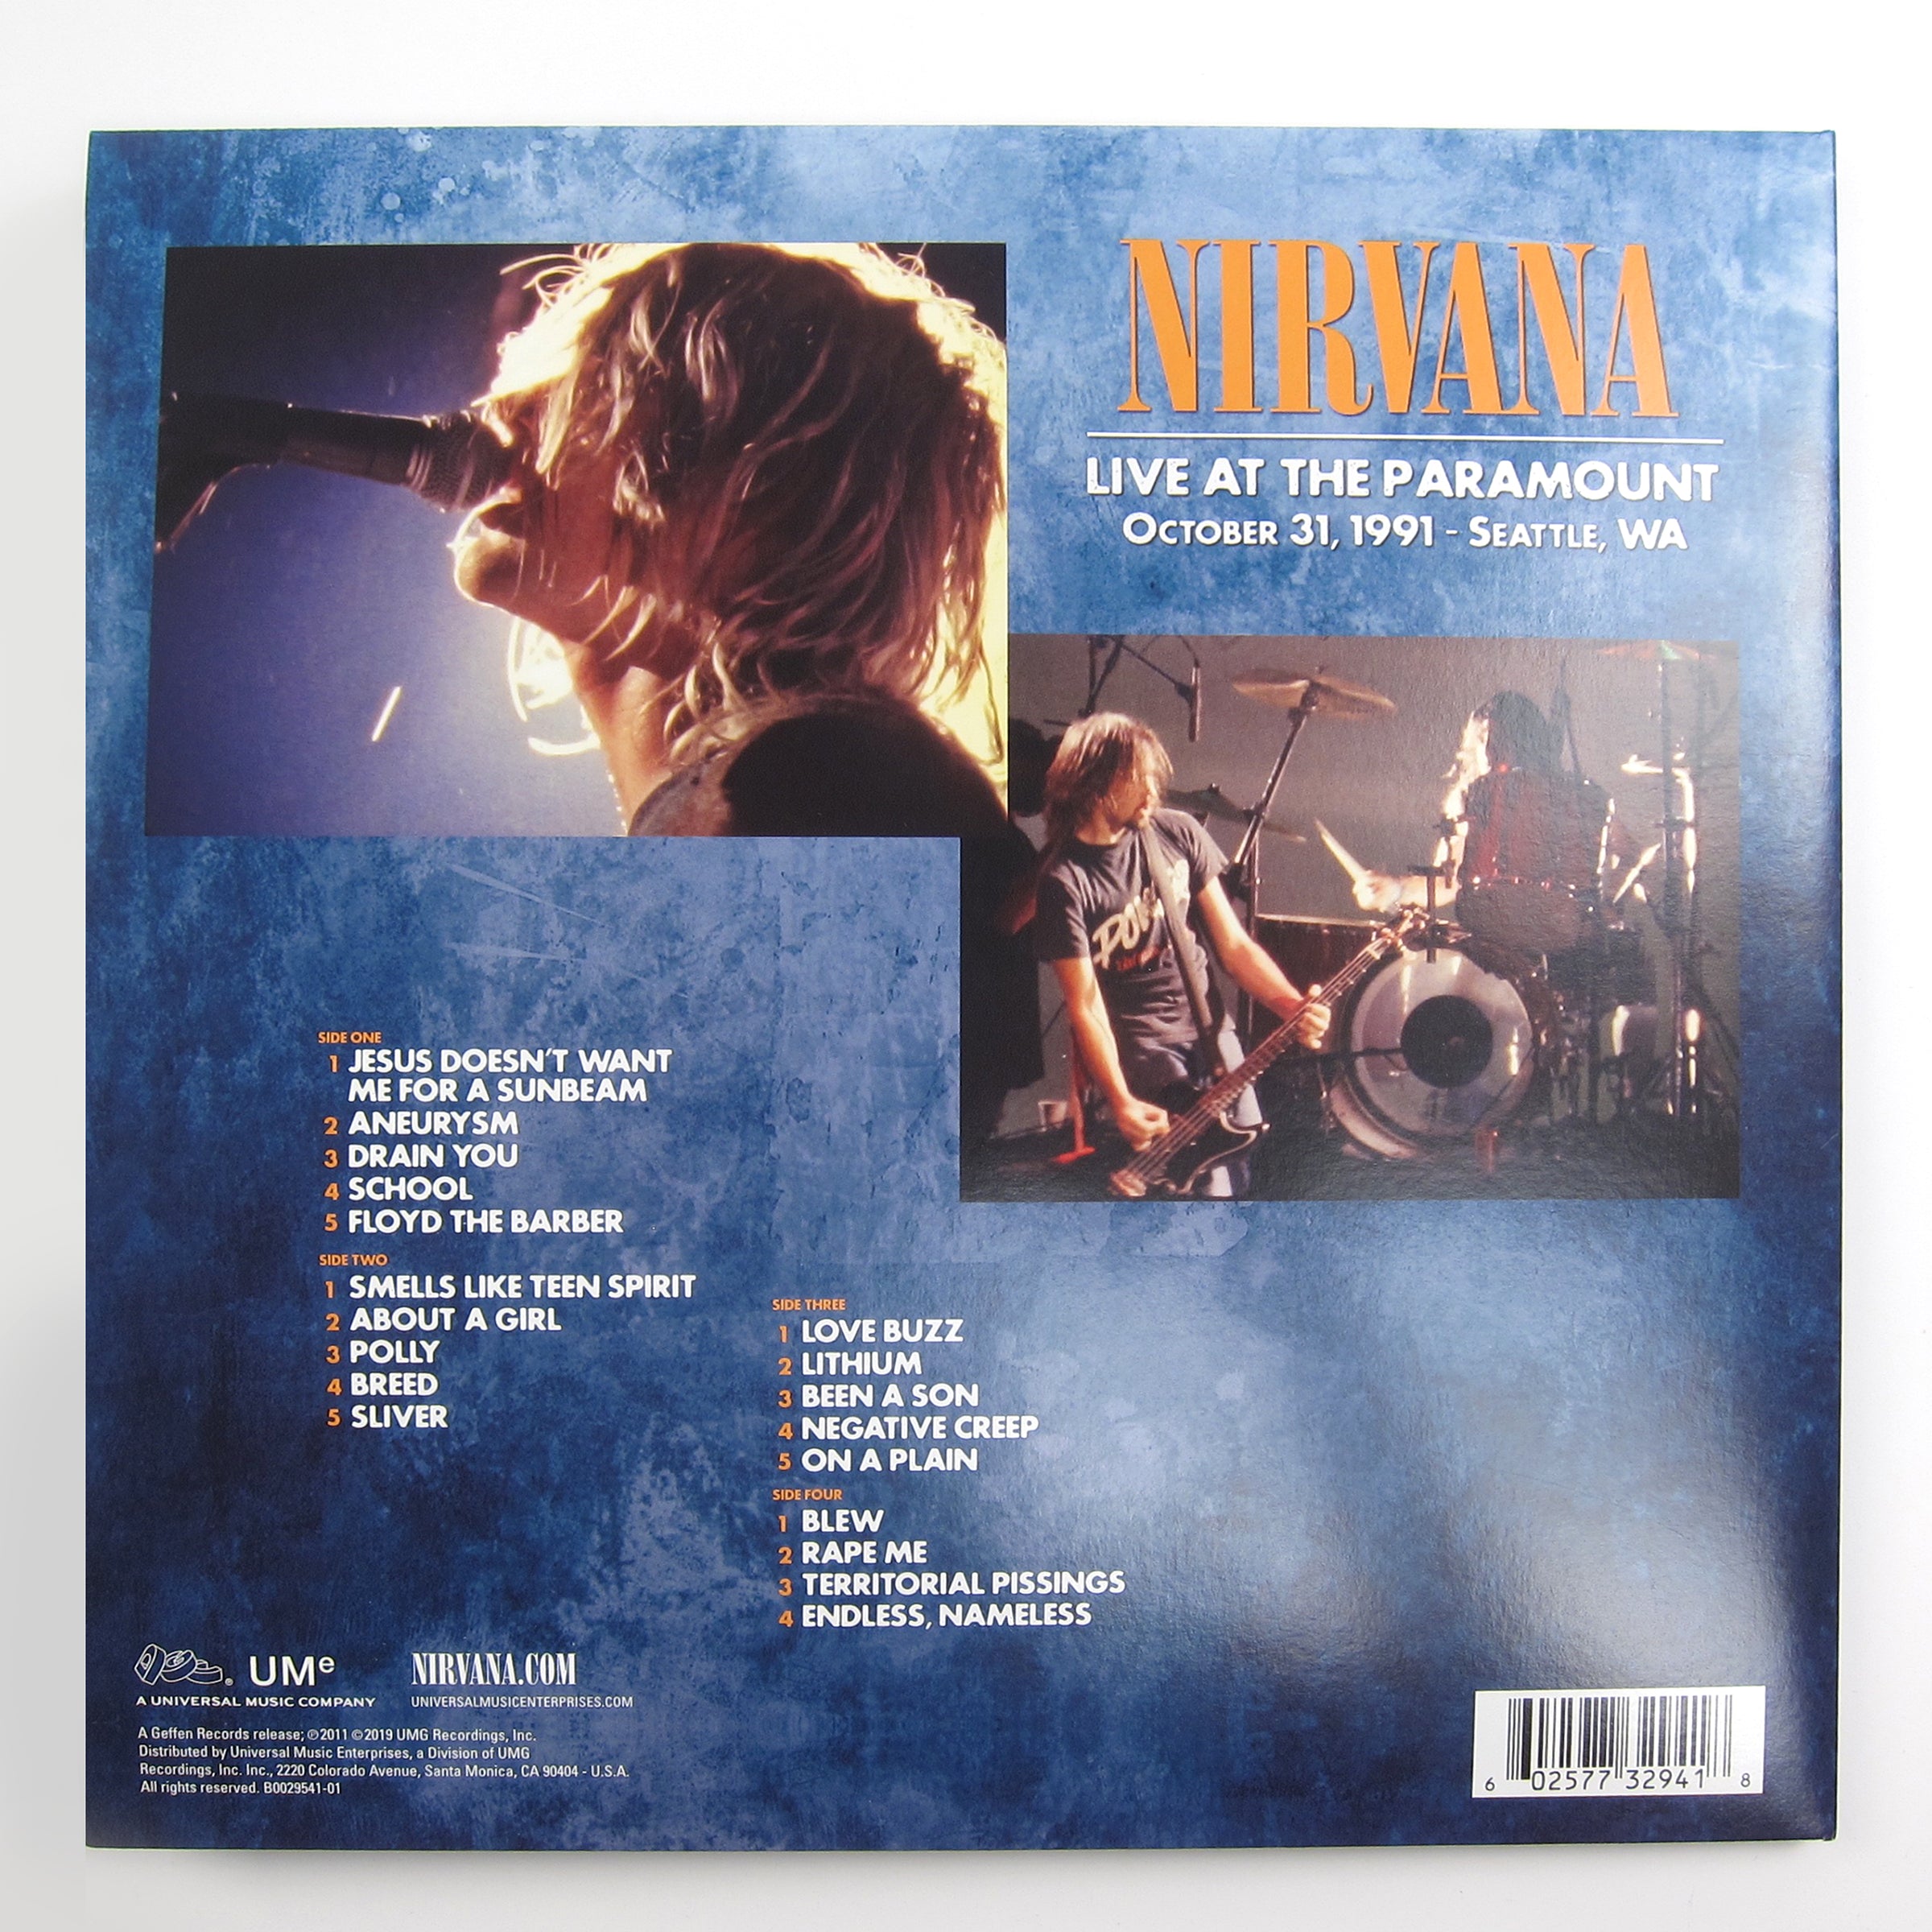 NIRVANA
LIVE AT THE PARAMOUNT
OCTOBER 31, 1991 - SEATTLE, WA
SIDE ONE
1 JESUS DOESN'T WANT
ME FOR A SUNBEAM
2 ANEURYSM
3 DRAIN YOU
4 SCHOOL
5 FLOYD THE BARBER
SIDE TWO
1 SMELLS LIKE TEEN SPIRIT
2 ABOUT A GIRL
3 POLLY
4 BREED
5 SLIVER
SIDE THREE
1 LOVE BUZZ
2 LITHIUM
3 BEEN A SON
4 NEGATIVE CREEP
5 ON A PLAIN
SIDE FOUR
1 BLEW
2 RAPE ME
3 TERRITORIAL PISSINGS
4 ENDLESS, NAMELESS
UMe
A UNIVERSAL MUSIC COMPANY
NIRVANA.COM
UNIVERSALMUSICENTERPRISES.COM
A Geffen Records release; ℗2011 ©2019 UMG Recordings, Inc.
Distributed by Universal Music Enterprises, a Division of UMG
Recordings, Inc. Inc., 2220 Colorado Avenue, Santa Monica, CA 90404 - U.S.A.
All rights reserved. B0029541-01
6 02577 32941 8